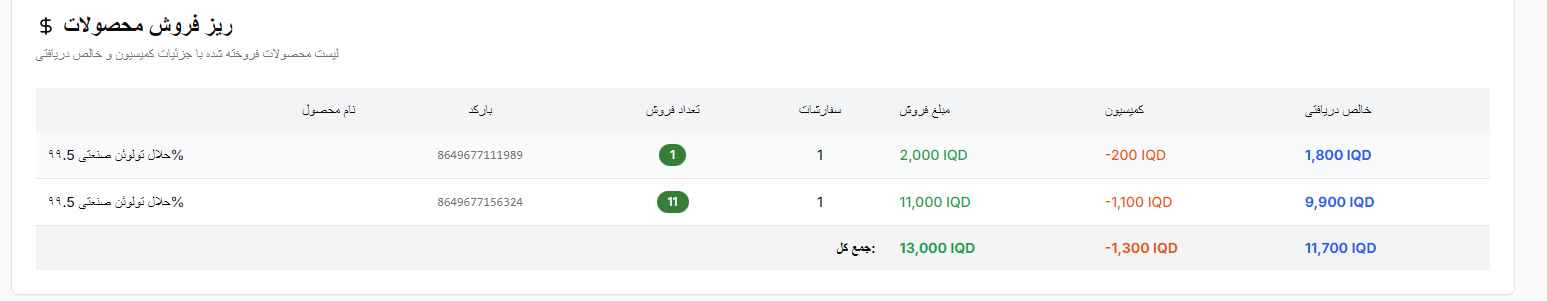 $ ریز فروش محصولات
لیست محصولات فروخته شده با جزئیات کمیسیون و خالص دریافتی
نام محصول بارکد تعداد فروش سفارشات مبلغ فروش کمیسیون خالص دریافتی
حلال تولوئن صنعتی ۹۹.5% 8649677111989 1 1 2,000 IQD -200 IQD 1,800 IQD
حلال تولوئن صنعتی ۹۹.5% 8649677156324 11 1 11,000 IQD -1,100 IQD 9,900 IQD
جمع کل: 13,000 IQD -1,300 IQD 11,700 IQD